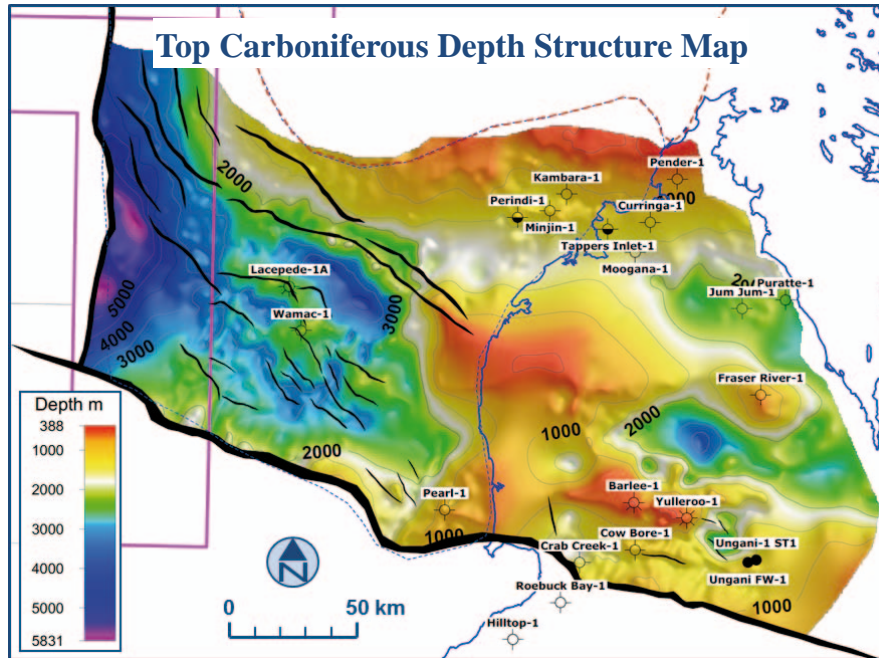 Top Carboniferous Depth Structure Map
2000
Pender-1
Kambara-1
Perindi-1
Curringa-1
Minjin-1
Tappers Inlet-1
Moogana-1
Lacepede-1A
Puratte-1
Jum Jum-1
5000
3000
Wamac-1
4000
3000
Fraser River-1
Depth m
388
1000
2000
3000
4000
5000
5831
2000
1000
2000
Barlee-1
Pearl-1
Yulleroo-1
1000
Cow Bore-1
Ungani-1 ST1
Crab Creek-1
Ungani FW-1
N
Roebuck Bay-1
1000
0
50 km
Hilltop-1